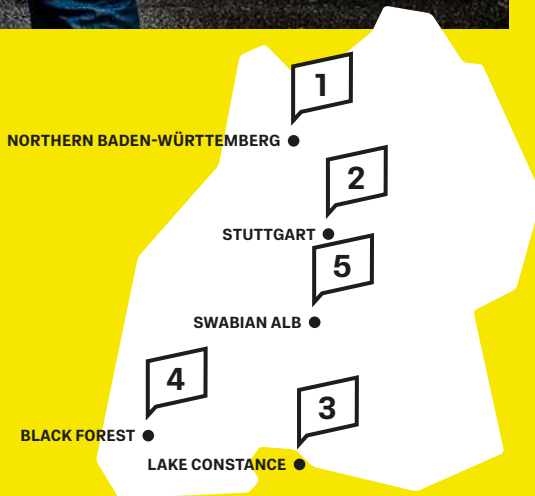 1
NORTHERN BADEN-WÜRTTEMBERG
2
STUTTGART
5
SWABIAN ALB
4
BLACK FOREST
3
LAKE CONSTANCE